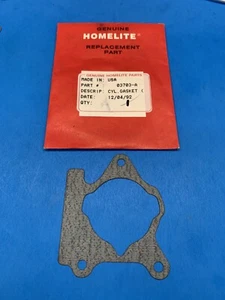 GENUINE
HOMELITE
REPLACEMENT
PART
GENUINE HOMELITE PARTS
MADE IN: USA
PART #: 03703-A
DESCRIP: CYL. GASKET (
DATE: 12/04/92
QTY: 1